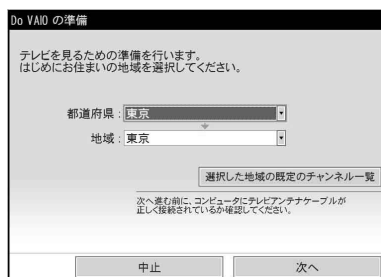 Do VAIO の準備
テレビを見るための準備を行います。
はじめにお住まいの地域を選択してください。
都道府県 : 東京
地域 : 東京
選択した地域の既定のチャンネル一覧
次へ進む前に、コンピュータにテレビアンテナケーブルが
正しく接続されているか確認してください。
中止 次へ